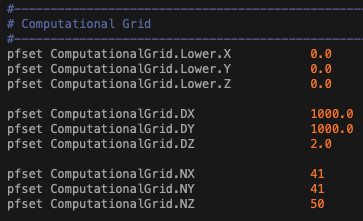 #---------------------------------------------------
# Computational Grid
#---------------------------------------------------
pfset ComputationalGrid.Lower.X 0.0
pfset ComputationalGrid.Lower.Y 0.0
pfset ComputationalGrid.Lower.Z 0.0
pfset ComputationalGrid.DX 1000.0
pfset ComputationalGrid.DY 1000.0
pfset ComputationalGrid.DZ 2.0
pfset ComputationalGrid.NX 41
pfset ComputationalGrid.NY 41
pfset ComputationalGrid.NZ 50